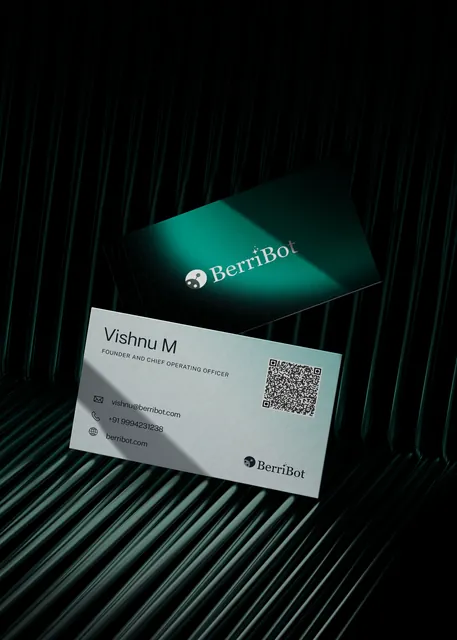 BerriBot
Vishnu M
FOUNDER AND CHIEF OPERATING OFFICER
vishnu@berribot.com
+91 9994231238
berribot.com
BerriBot